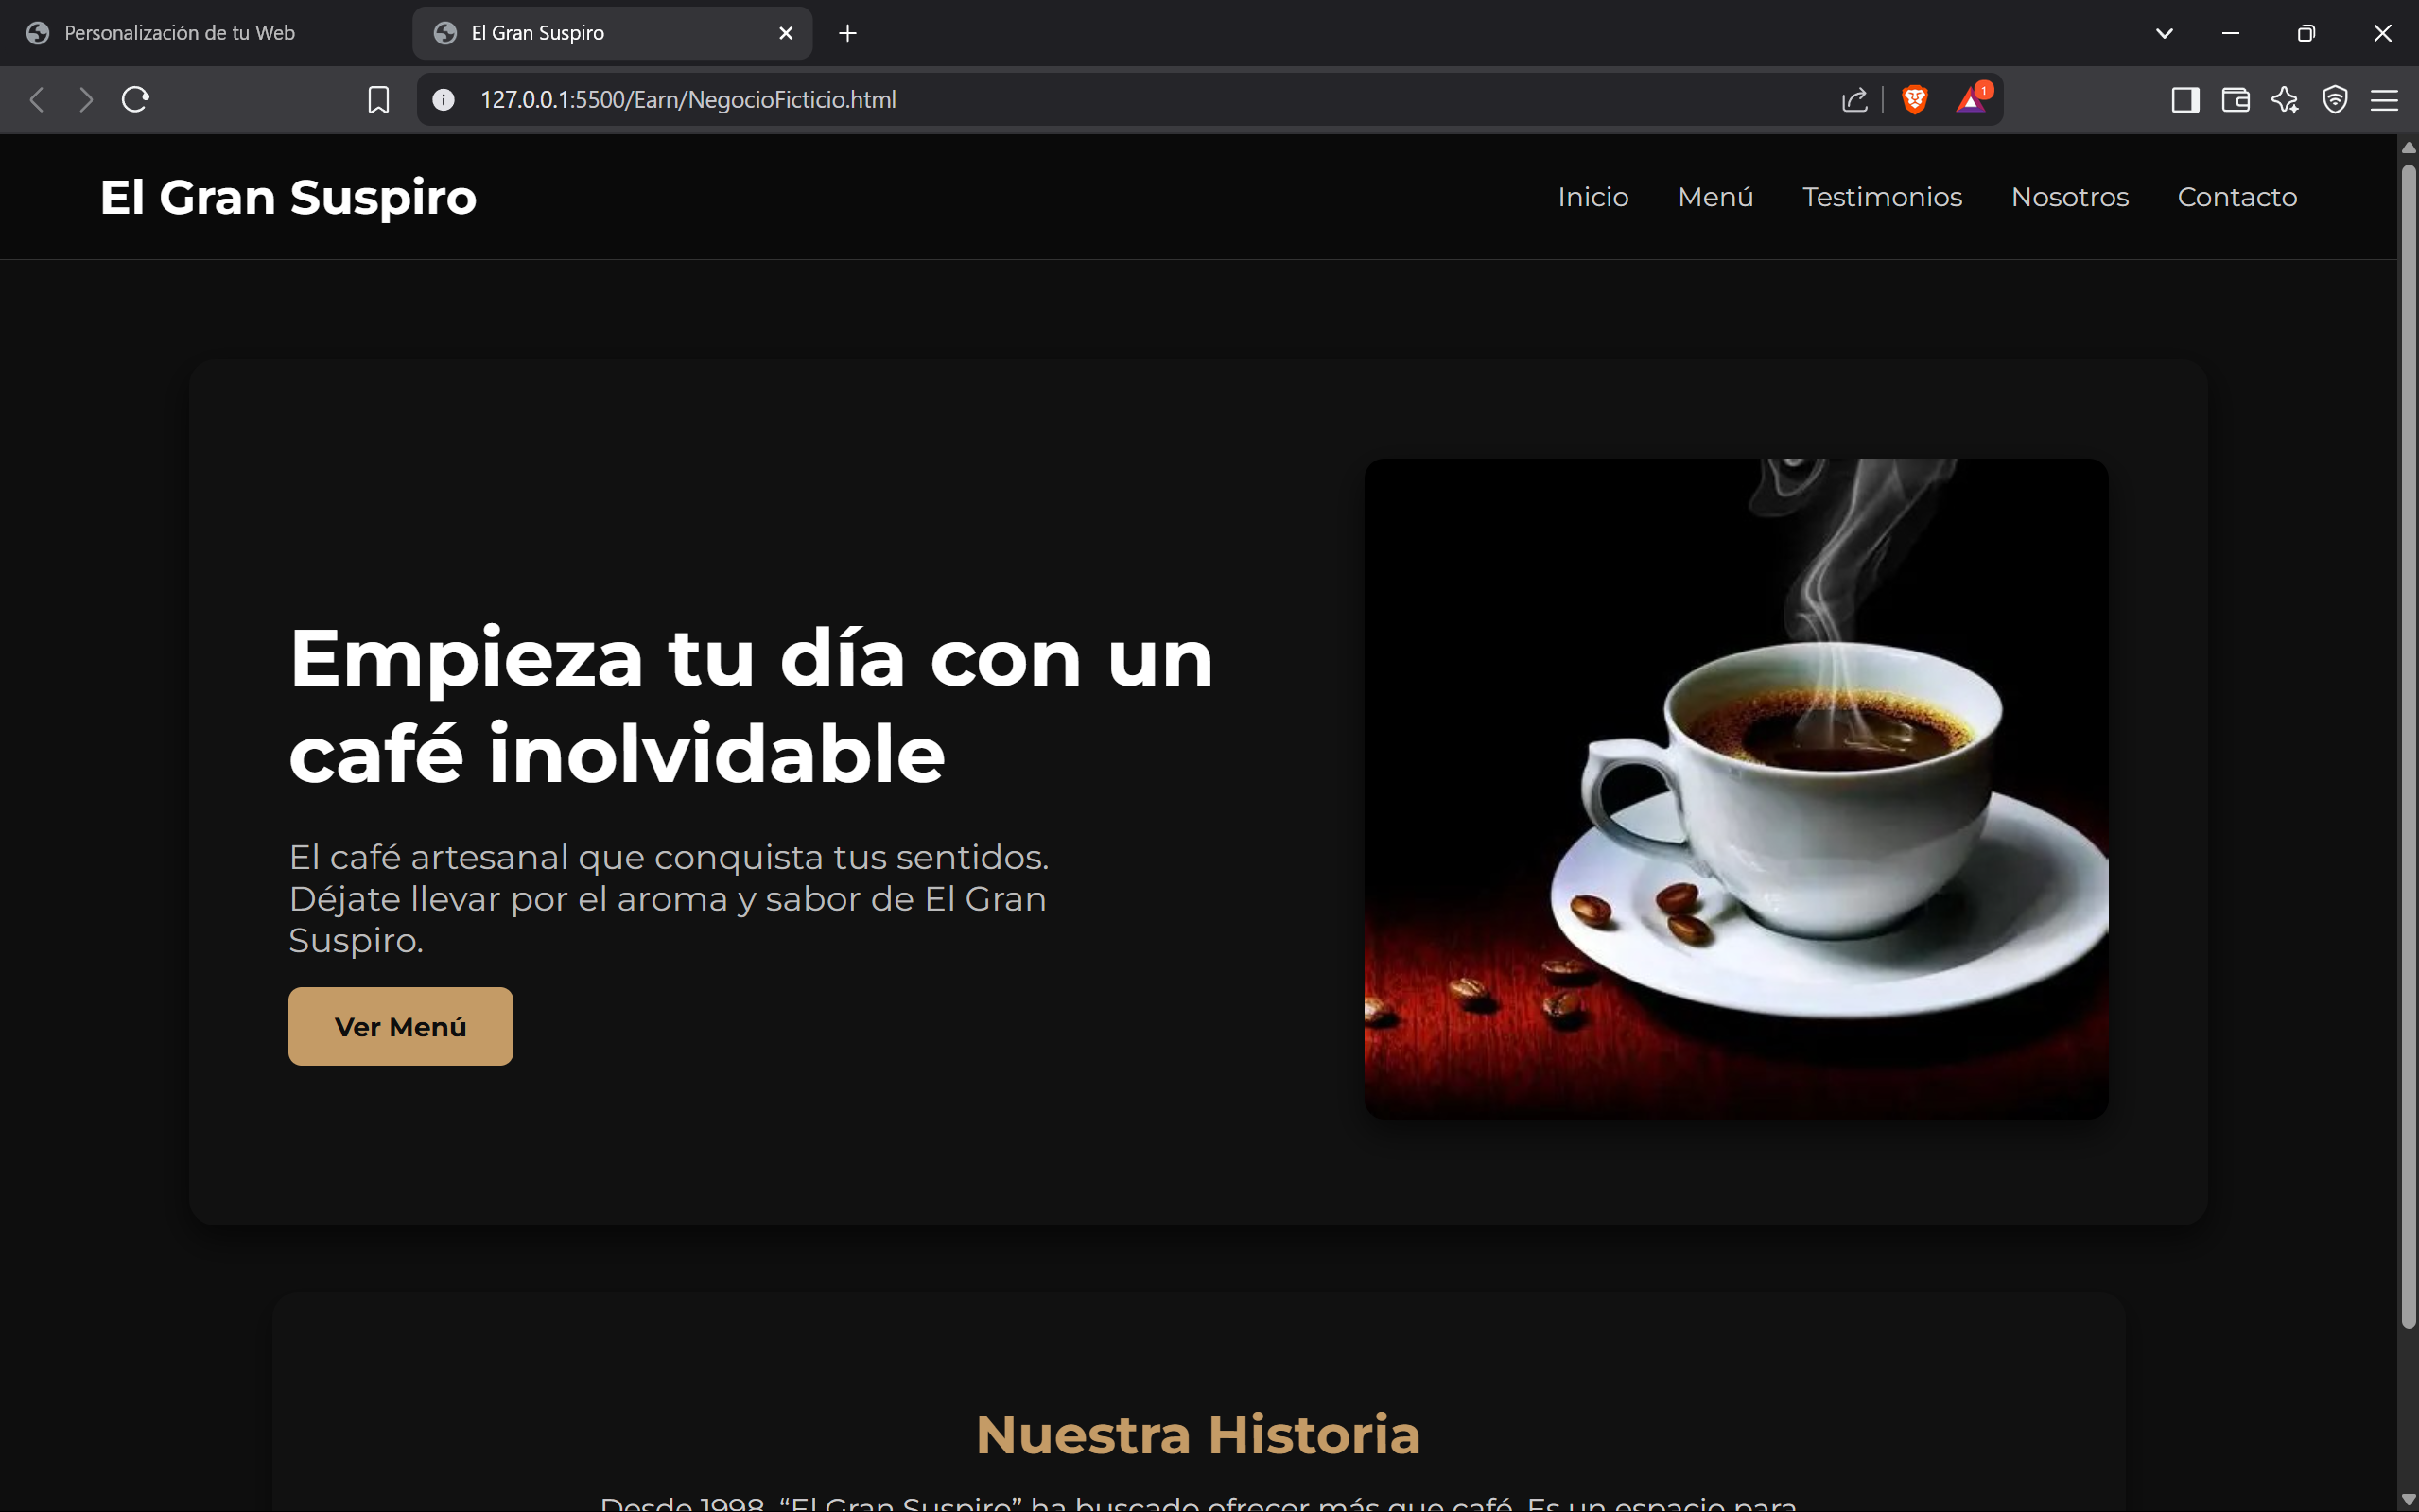 Personalización de tu Web
El Gran Suspiro
127.0.0.1:5500/Earn/NegocioFicticio.html
1
El Gran Suspiro
Inicio Menú Testimonios Nosotros Contacto
Empieza tu día con un
café inolvidable
El café artesanal que conquista tus sentidos.
Déjate llevar por el aroma y sabor de El Gran
Suspiro.
Ver Menú
Nuestra Historia
Desde 1998, “El Gran Suspiro” ha buscado ofrecer más que café. Es un espacio para